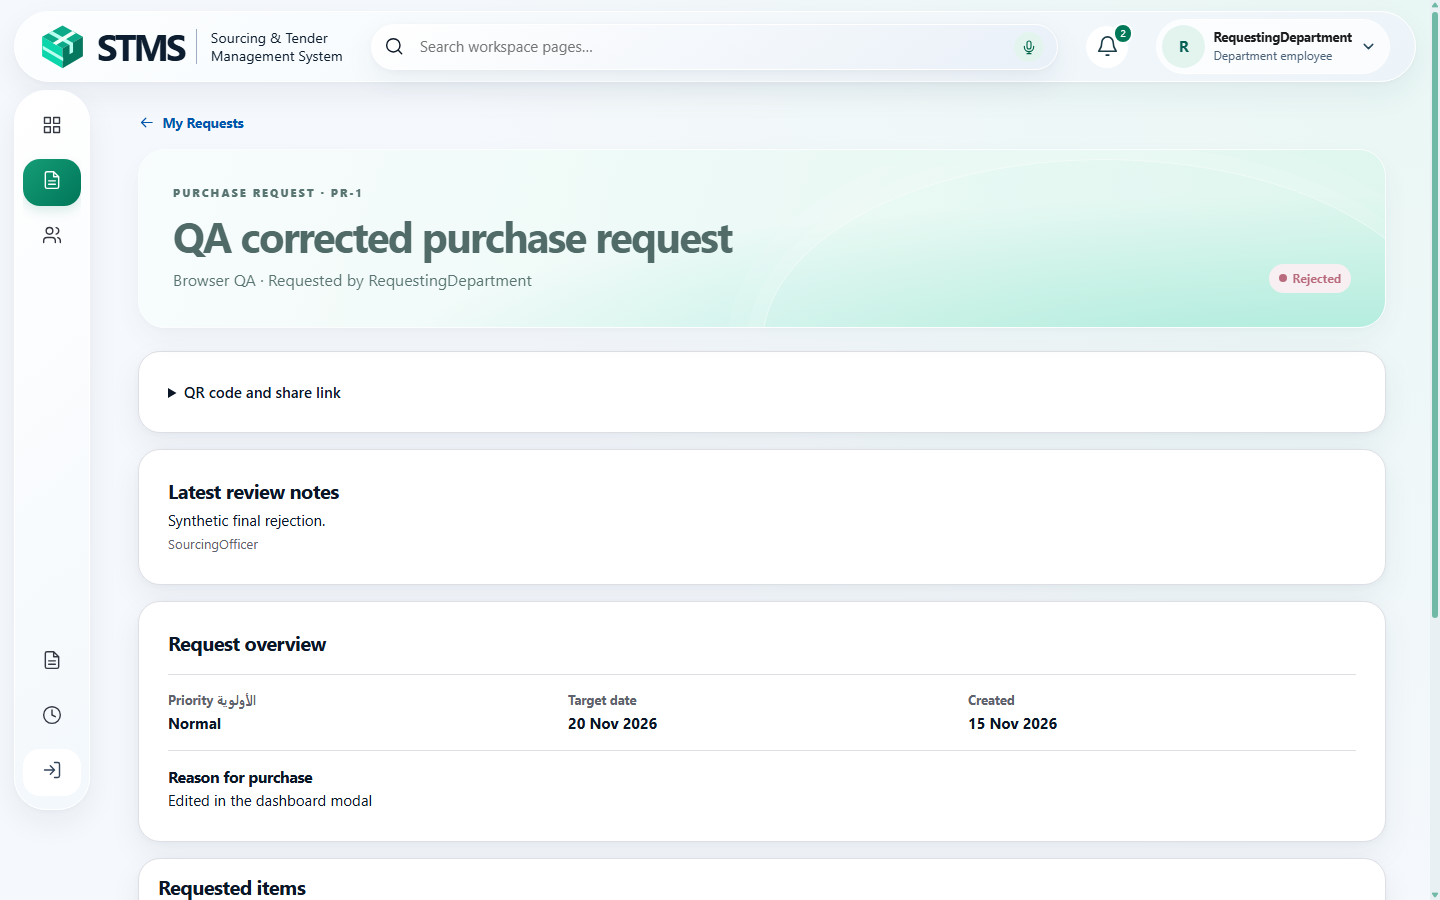 STMS
Sourcing & Tender
Management System
Search workspace pages...
2
R
RequestingDepartment
Department employee
My Requests
PURCHASE REQUEST · PR-1
QA corrected purchase request
Browser QA · Requested by RequestingDepartment
Rejected
QR code and share link
Latest review notes
Synthetic final rejection.
SourcingOfficer
Request overview
Priority الأولوية
Normal
Target date
20 Nov 2026
Created
15 Nov 2026
Reason for purchase
Edited in the dashboard modal
Requested items